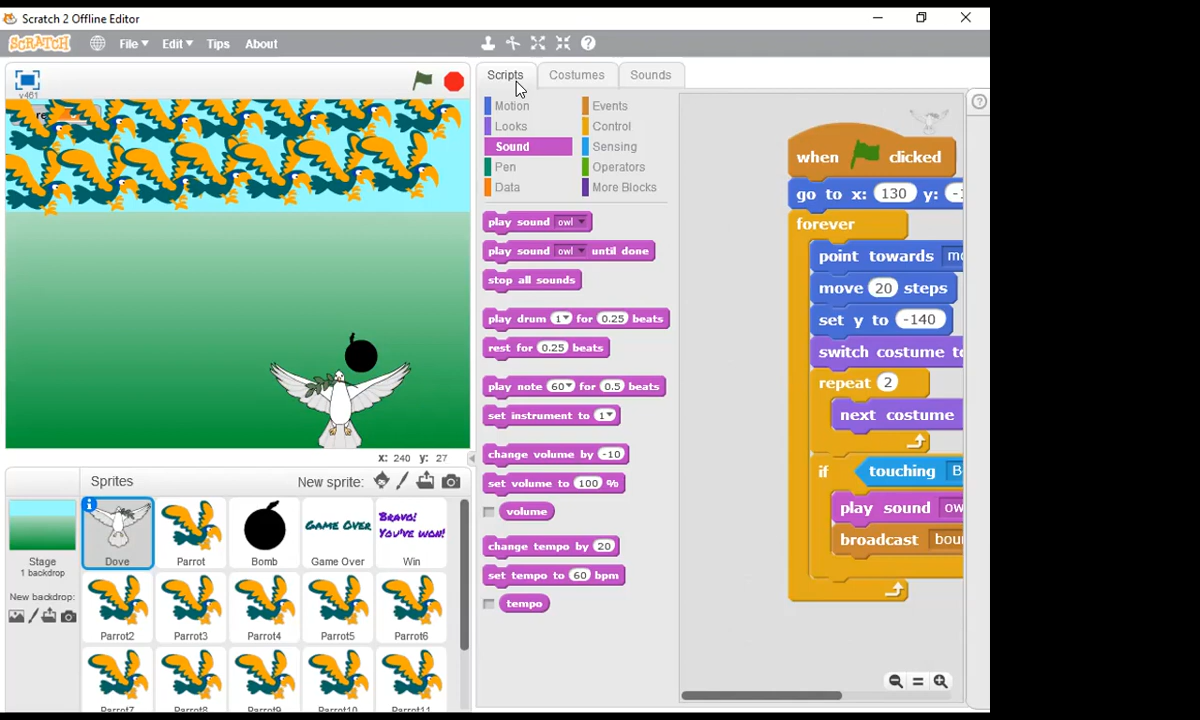 Scratch 2 Offline Editor
SCRATCH File Edit Tips About
v461
Scripts Costumes Sounds
Motion Events
Looks Control
Sound Sensing
Pen Operators
Data More Blocks
play sound owl
play sound owl until done
stop all sounds
play drum 1 for 0.25 beats
rest for 0.25 beats
play note 60 for 0.5 beats
set instrument to 1
change volume by -10
set volume to 100 %
volume
change tempo by 20
set tempo to 60 bpm
tempo
when clicked
go to x: 130 y:
forever
point towards
move 20 steps
set y to -140
switch costume
repeat 2
next costume
if touching
play sound
broadcast
x: 240 y: 27
Sprites New sprite:
Stage
1 backdrop
New backdrop:
Dove
Parrot
Bomb
GAME OVER
Game Over
BRAVO!
YOU'VE WON!
Win
Parrot2
Parrot3
Parrot4
Parrot5
Parrot6
Parrot7
Parrot8
Parrot9
Parrot10
Parrot11